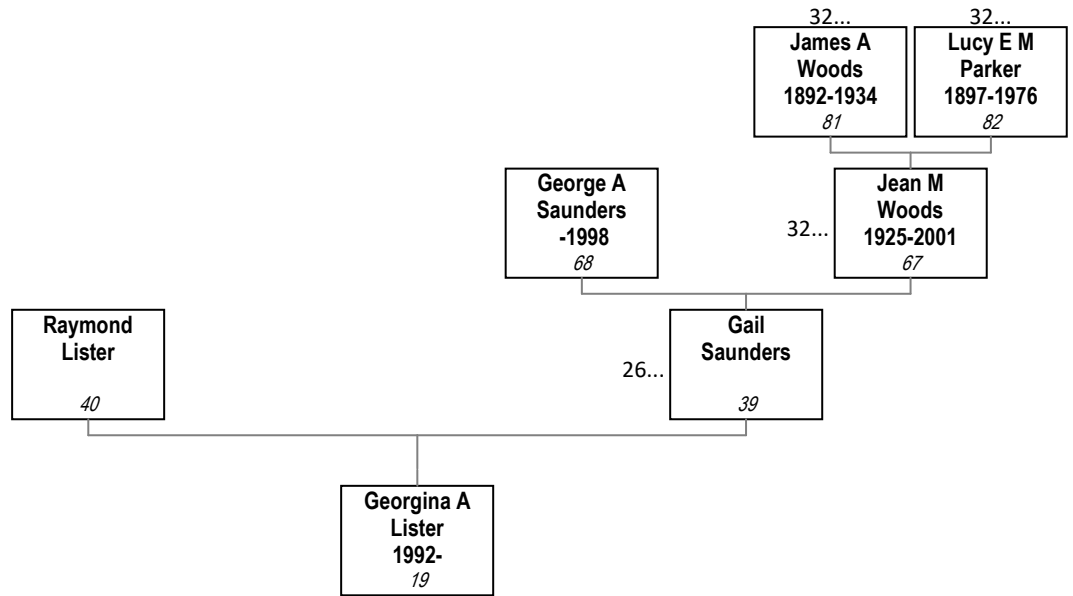 32...
32...
James A
Woods
1892-1934
81
Lucy E M
Parker
1897-1976
82
George A
Saunders
-1998
68
32...
Jean M
Woods
1925-2001
67
Raymond
Lister
40
26...
Gail
Saunders
39
Georgina A
Lister
1992-
19